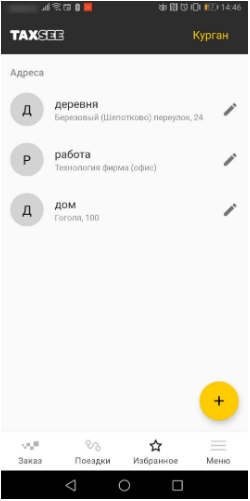 14:46
TAXSEE
Курган
Адреса
Д
деревня
Березовый (Шепотково) переулок, 24
Р
работа
Технология фирма (офис)
Д
дом
Гоголя, 100
+
Заказ
Поездки
Избранное
Меню